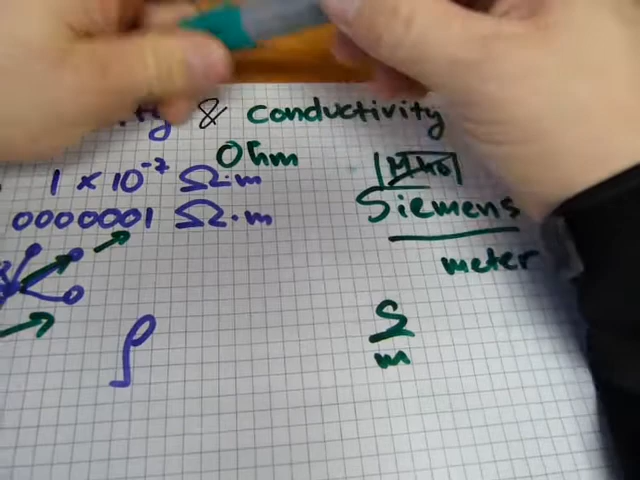 & conductivity
Ohm
1 × 10⁻⁷ Ω·m
0000001 Ω·m
Mho
Siemens
meter
ρ
S
m